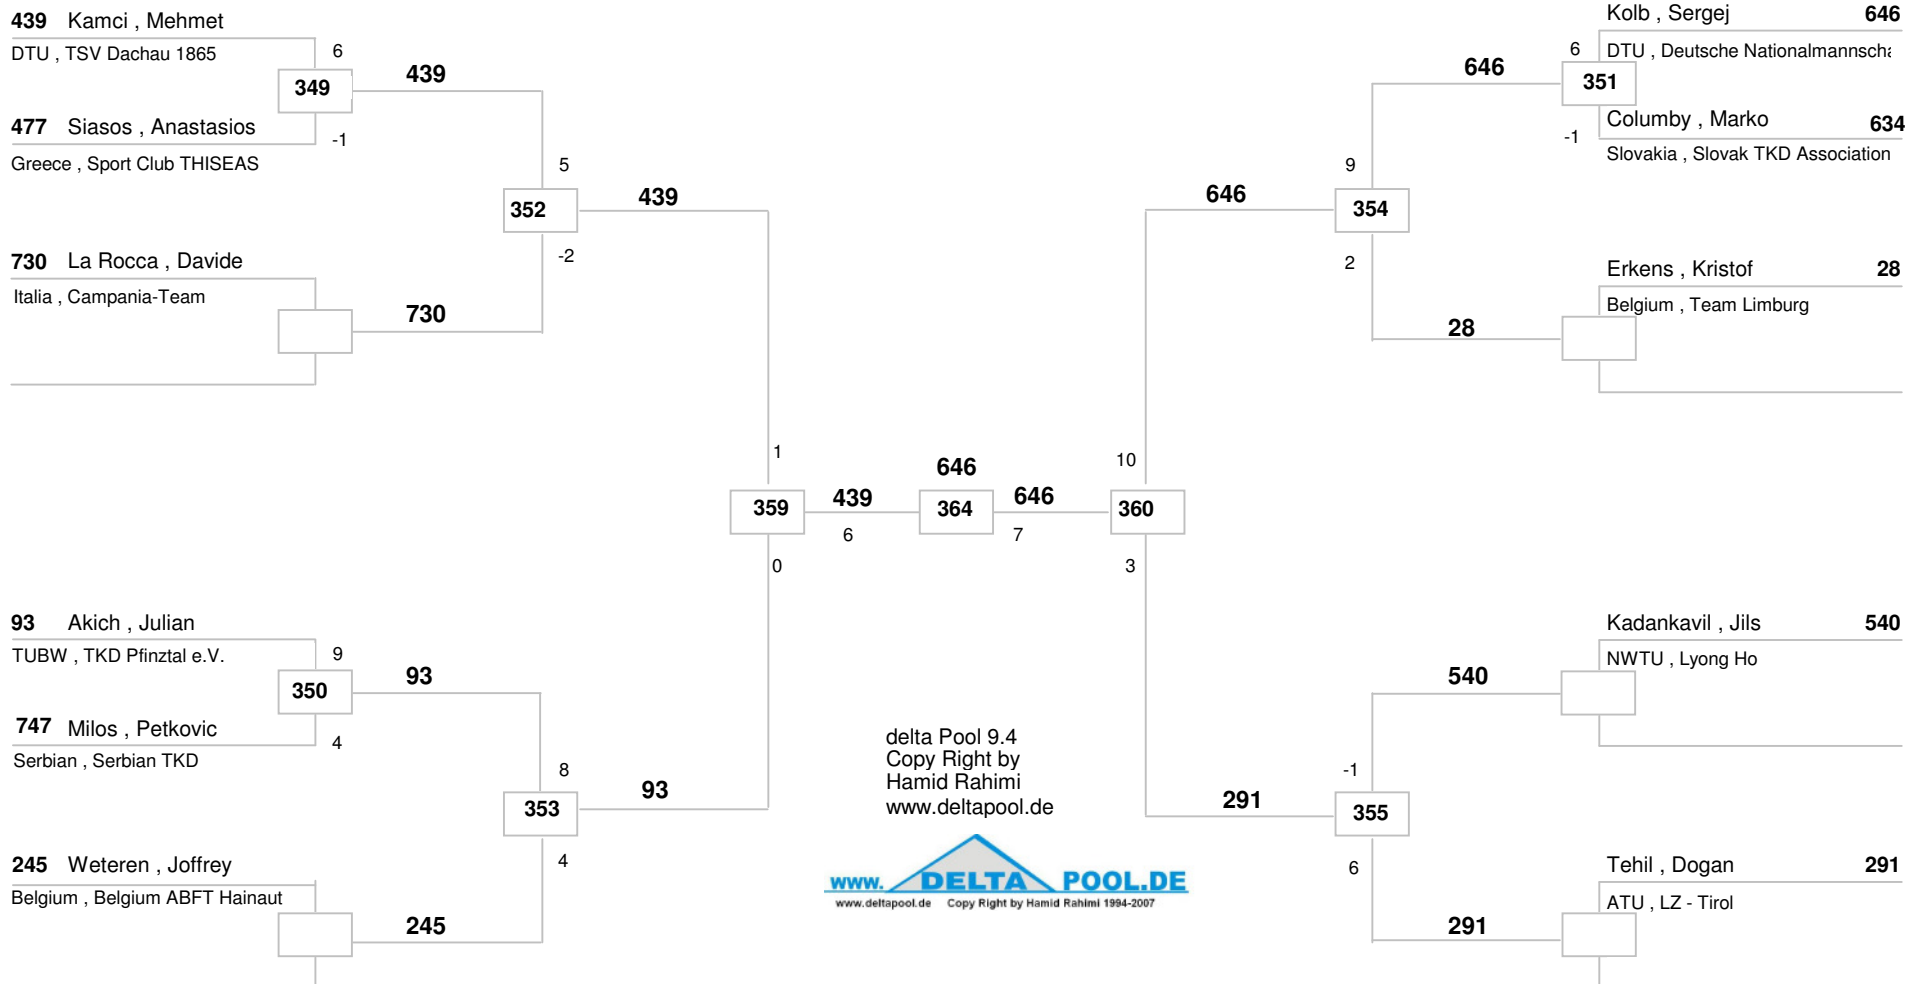 439 Kamci , Mehmet
DTU , TSV Dachau 1865
6
349
439
477 Siasos , Anastasios
-1
Greece , Sport Club THISEAS
5
352
439
-2
730 La Rocca , Davide
Italia , Campania-Team
730
1
359
439
6
0
646
364
646
7
10
360
3
93 Akich , Julian
TUBW , TKD Pfinztal e.V.
9
350
93
747 Milos , Petkovic
4
Serbian , Serbian TKD
8
353
93
4
245 Weteren , Joffrey
Belgium , Belgium ABFT Hainaut
245
Kolb , Sergej 646
6
DTU , Deutsche Nationalmannscha
646
351
Columby , Marko 634
-1
Slovakia , Slovak TKD Association
9
646
354
2
Erkens , Kristof 28
Belgium , Team Limburg
28
Kadankavil , Jils 540
NWTU , Lyong Ho
540
-1
291
355
6
Tehil , Dogan 291
ATU , LZ - Tirol
291
delta Pool 9.4
Copy Right by
Hamid Rahimi
www.deltapool.de
www. DELTA POOL.DE
www.deltapool.de Copy Right by Hamid Rahimi 1994-2007